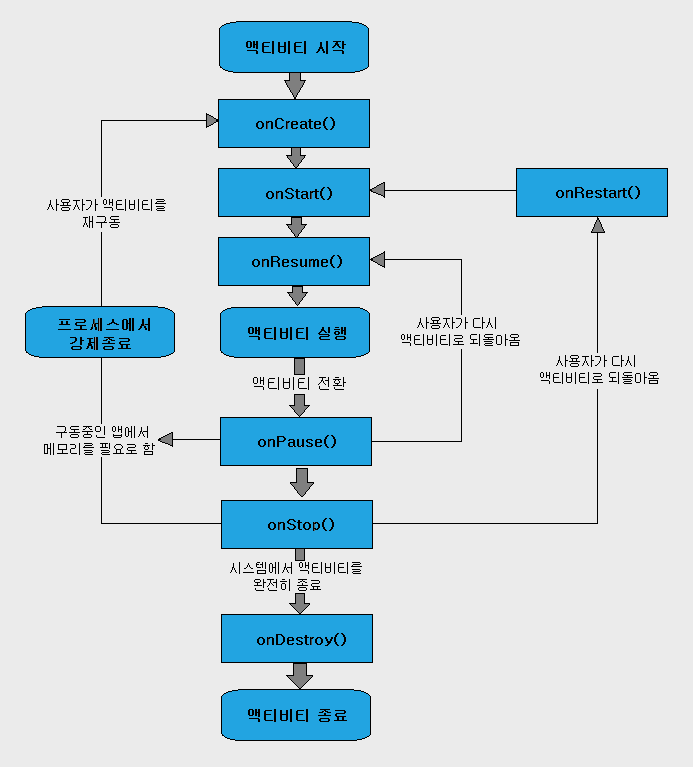 액티비티 시작
onCreate()
onStart()
onRestart()
사용자가 액티비티를
재구동
onResume()
프로세스에서
강제종료
액티비티 실행
사용자가 다시
액티비티로 되돌아옴
사용자가 다시
액티비티로 되돌아옴
액티비티 전환
구동중인 앱에서
메모리를 필요로 함
onPause()
onStop()
시스템에서 액티비티를
완전히 종료
onDestroy()
액티비티 종료